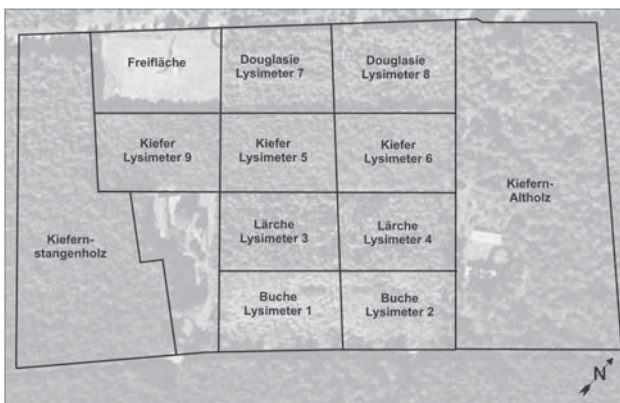 Freifläche
Douglasie
Lysimeter 7
Douglasie
Lysimeter 8
Kiefer
Lysimeter 9
Kiefer
Lysimeter 5
Kiefer
Lysimeter 6
Kiefern-
Altholz
Kiefern-
stangenholz
Lärche
Lysimeter 3
Lärche
Lysimeter 4
Buche
Lysimeter 1
Buche
Lysimeter 2
N